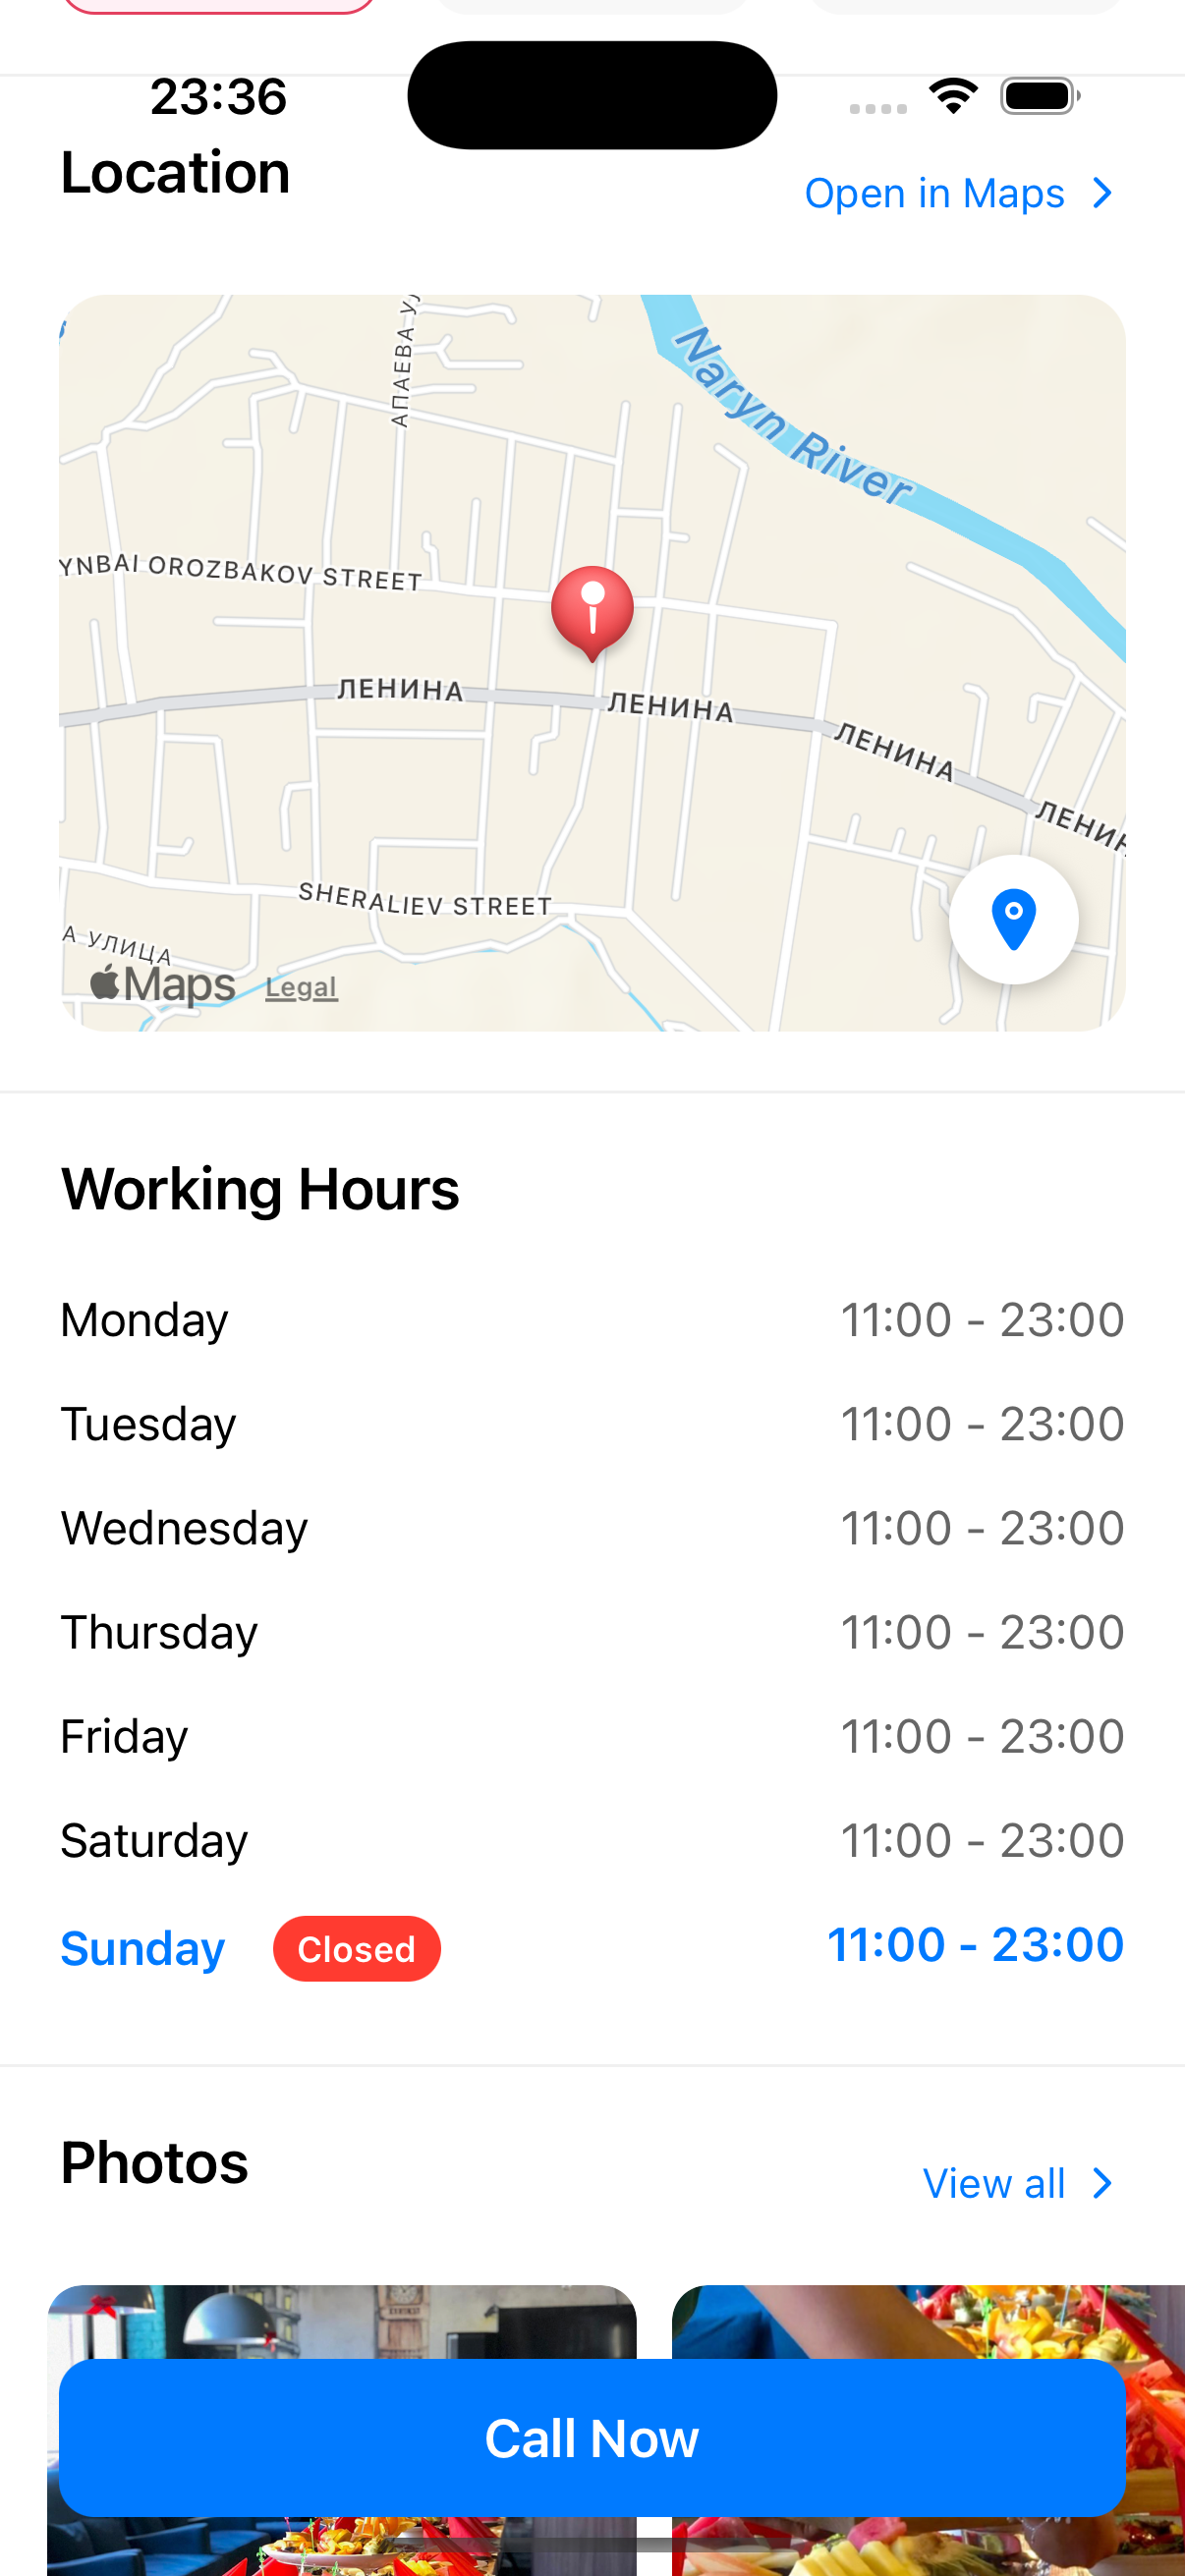 23:36
Location
Open in Maps
Naryn River
YNBAI OROZBAKOV STREET
ЛЕНИНА
ЛЕНИНА
ЛЕНИНА
SHERALIEV STREET
А УЛИЦА
Maps
Legal
Working Hours
Monday 11:00 - 23:00
Tuesday 11:00 - 23:00
Wednesday 11:00 - 23:00
Thursday 11:00 - 23:00
Friday 11:00 - 23:00
Saturday 11:00 - 23:00
Sunday Closed 11:00 - 23:00
Photos
View all
Call Now